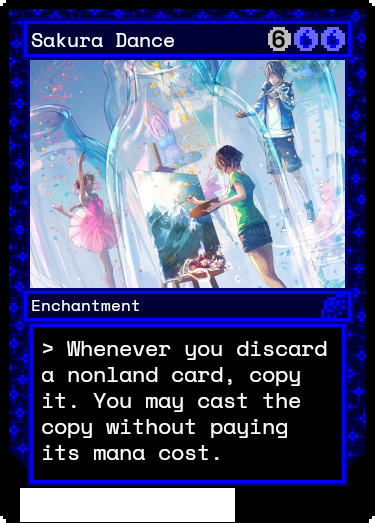 Sakura Dance 6
Enchantment
> Whenever you discard
a nonland card, copy
it. You may cast the
copy without paying
its mana cost.